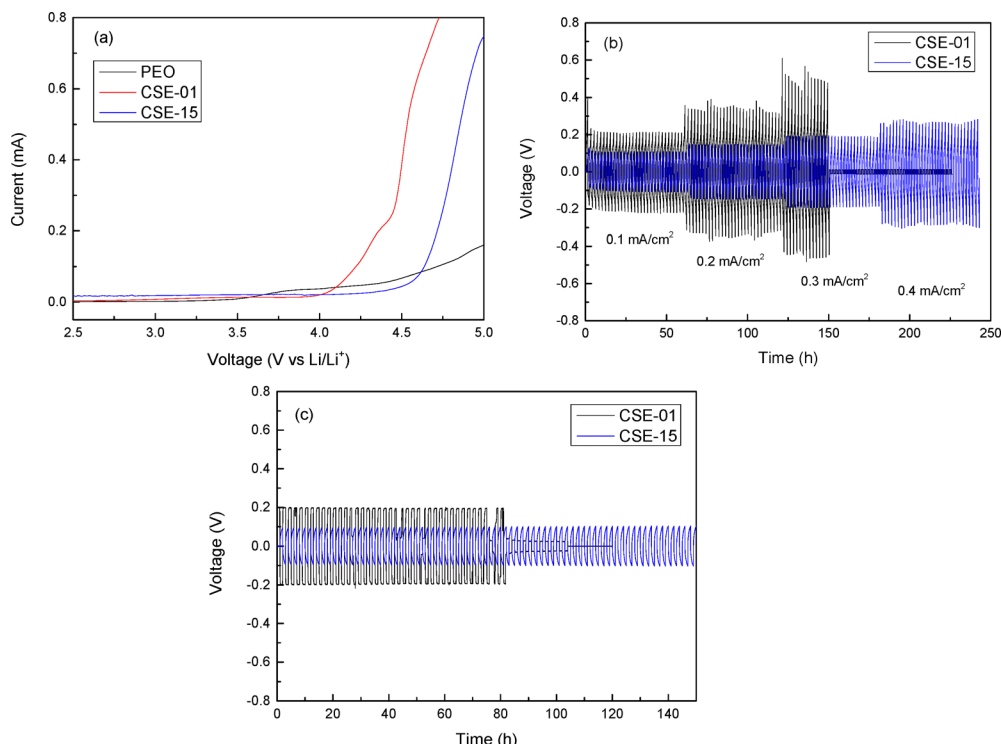 (a)
PEO
CSE-01
CSE-15
Current (mA)
0.8
0.6
0.4
0.2
0.0
2.5 3.0 3.5 4.0 4.5 5.0
Voltage (V vs Li/Li⁺)
(b)
CSE-01
CSE-15
Voltage (V)
0.8
0.6
0.4
0.2
0.0
-0.2
-0.4
-0.6
-0.8
0.1 mA/cm²
0.2 mA/cm²
0.3 mA/cm²
0.4 mA/cm²
0 50 100 150 200 250
Time (h)
(c)
CSE-01
CSE-15
Voltage (V)
0.8
0.6
0.4
0.2
0.0
-0.2
-0.4
-0.6
-0.8
0 20 40 60 80 100 120 140
Time (h)